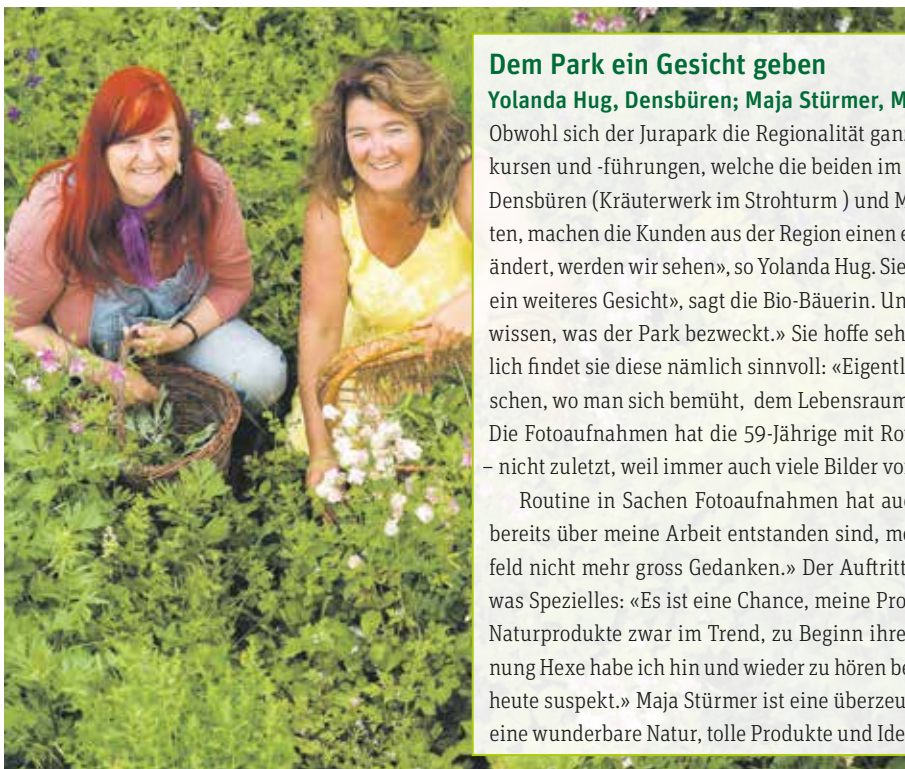 Dem Park ein Gesicht geben
Yolanda Hug, Densbüren; Maja Stürmer, M
Obwohl sich der Jurapark die Regionalität gan
kursen und -führungen, welche die beiden im
Densbüren (Kräuterwerk im Strohturm ) und M
ten, machen die Kunden aus der Region einen e
ändert, werden wir sehen», so Yolanda Hug. Sie
ein weiteres Gesicht», sagt die Bio-Bäuerin. Un
wissen, was der Park bezweckt.» Sie hoffe seh
lich findet sie diese nämlich sinnvoll: «Eigentl
schen, wo man sich bemüht, dem Lebensraum
Die Fotoaufnahmen hat die 59-Jährige mit Ro
– nicht zuletzt, weil immer auch viele Bilder vo
Routine in Sachen Fotoaufnahmen hat au
bereits über meine Arbeit entstanden sind, m
feld nicht mehr gross Gedanken.» Der Auftritt
was Spezielles: «Es ist eine Chance, meine Pro
Naturprodukte zwar im Trend, zu Beginn ihre
nung Hexe habe ich hin und wieder zu hören be
heute suspekt.» Maja Stürmer ist eine überzeu
eine wunderbare Natur, tolle Produkte und Ide